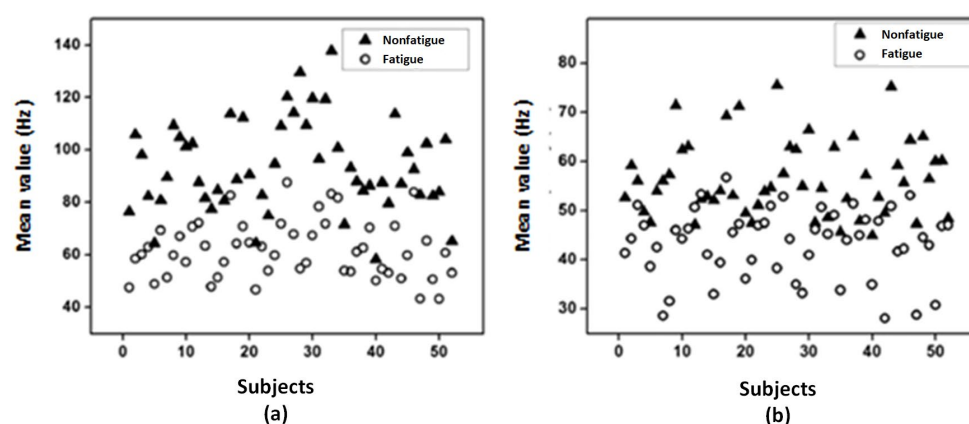 Nonfatigue
Fatigue
140
120
100
80
60
40
Mean value (Hz)
0 10 20 30 40 50
Subjects
(a)
Nonfatigue
Fatigue
80
70
60
50
40
30
Mean value (Hz)
0 10 20 30 40 50
Subjects
(b)